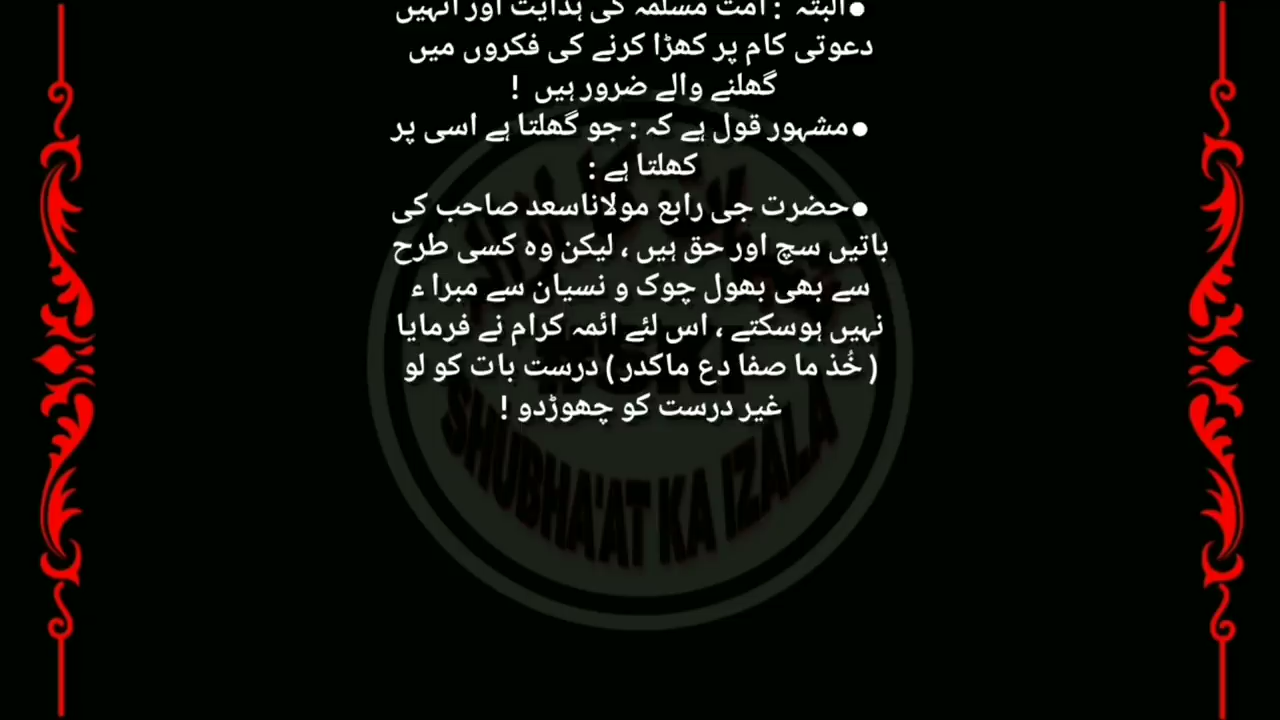 ●البتہ : امت مسلمہ کی ہدایت اور انہیں
دعوتی کام پر کھڑا کرنے کی فکروں میں
گھلنے والے ضرور ہیں !
●مشہور قول ہے کہ : جو گھلتا ہے اسی پر
کھلتا ہے :
●حضرت جی رابع مولاناسعد صاحب کی
باتیں سچ اور حق ہیں ، لیکن وہ کسی طرح
سے بھی بھول چوک و نسیان سے مبراء
نہیں ہوسکتے ، اس لئے ائمہ کرام نے فرمایا
( خُذ ما صفا دع ماکدر ) درست بات کو لو
غیر درست کو چھوڑدو !
SHUBHA'AT KA IZALA